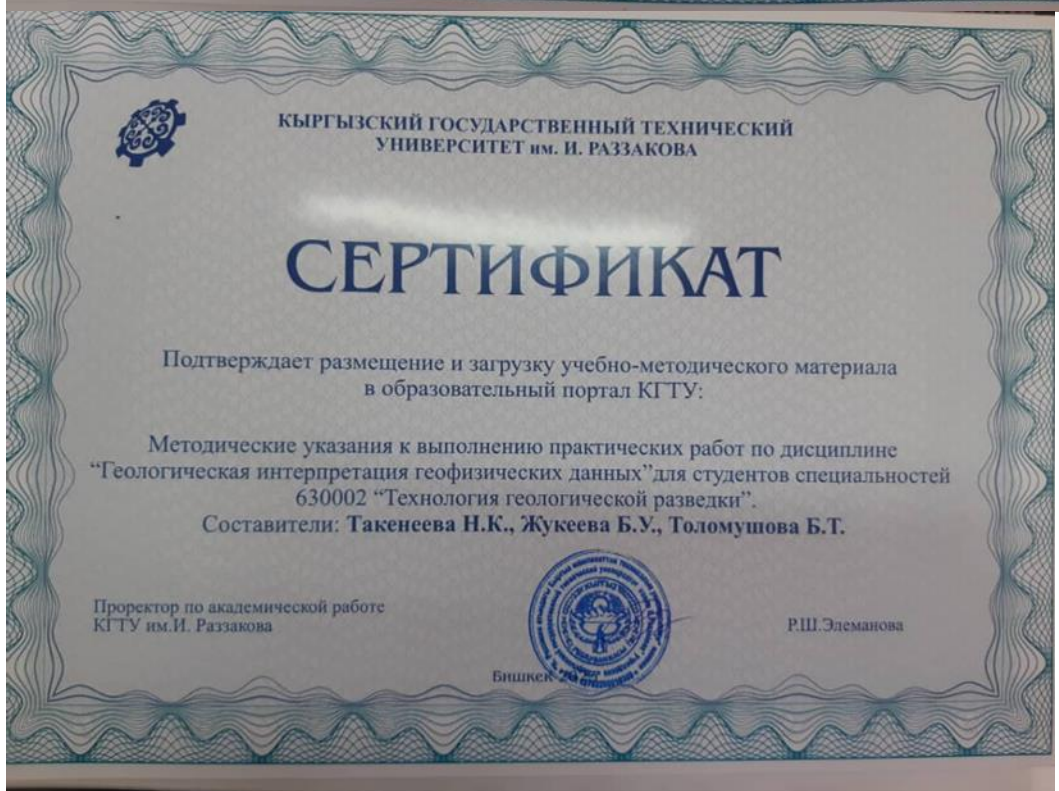 КЫРГЫЗСКИЙ ГОСУДАРСТВЕННЫЙ ТЕХНИЧЕСКИЙ
УНИВЕРСИТЕТ им. И. РАЗЗАКОВА
СЕРТИФИКАТ
Подтверждает размещение и загрузку учебно-методического материала
в образовательный портал КГТУ:
Методические указания к выполнению практических работ по дисциплине
“Геологическая интерпретация геофизических данных”для студентов специальностей
630002 “Технология геологической разведки”.
Составители: Такенеева Н.К., Жукеева Б.У., Толомушова Б.Т.
Проректор по академической работе
КГТУ им.И. Раззакова
Р.Ш.Элеманова
Бишкек